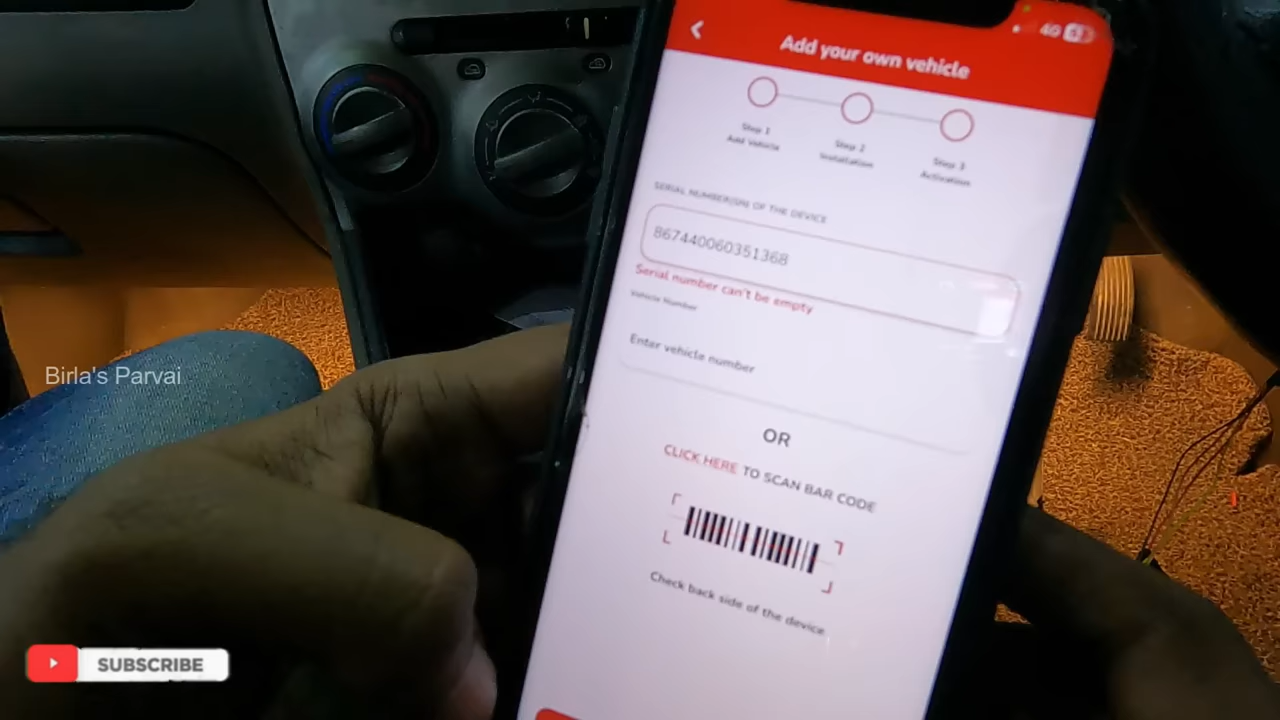 4G
Add your own vehicle
Step 1
Add Vehicle
Step 2
Installation
Step 3
Activation
SERIAL NUMBER(SN) OF THE DEVICE
867440060351368
Serial number can't be empty
Vehicle Number
Enter vehicle number
OR
CLICK HERE TO SCAN BAR CODE
Check back side of the device
Birla's Parvai
SUBSCRIBE